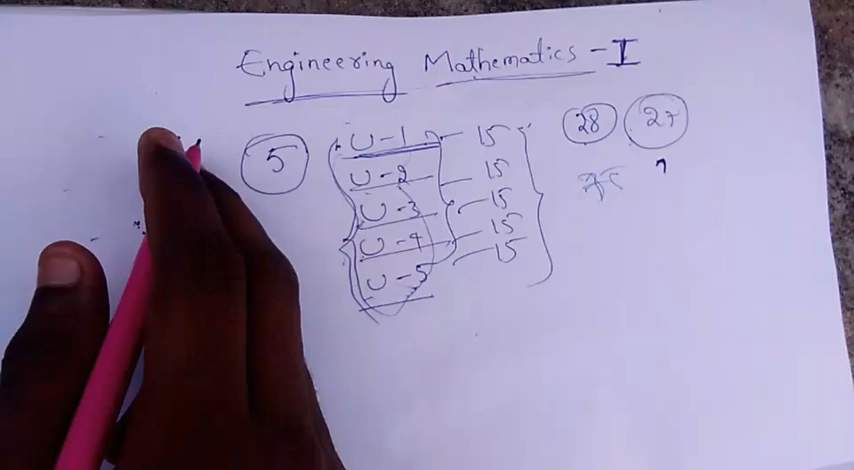 Engineering Mathematics - I
5 U-1 15 28 27
U-2 15
U-3 15
U-4 15
U-5 15